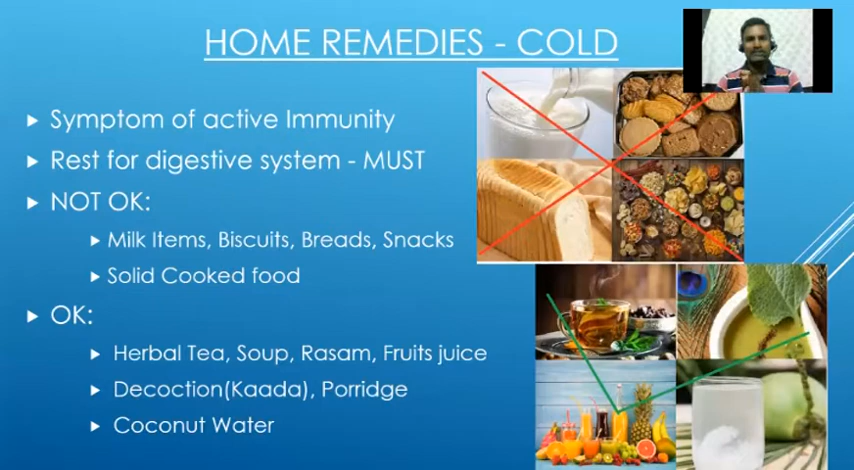 HOME REMEDIES - COLD
Symptom of active Immunity
Rest for digestive system - MUST
NOT OK:
Milk Items, Biscuits, Breads, Snacks
Solid Cooked food
OK:
Herbal Tea, Soup, Rasam, Fruits juice
Decoction(Kaada), Porridge
Coconut Water